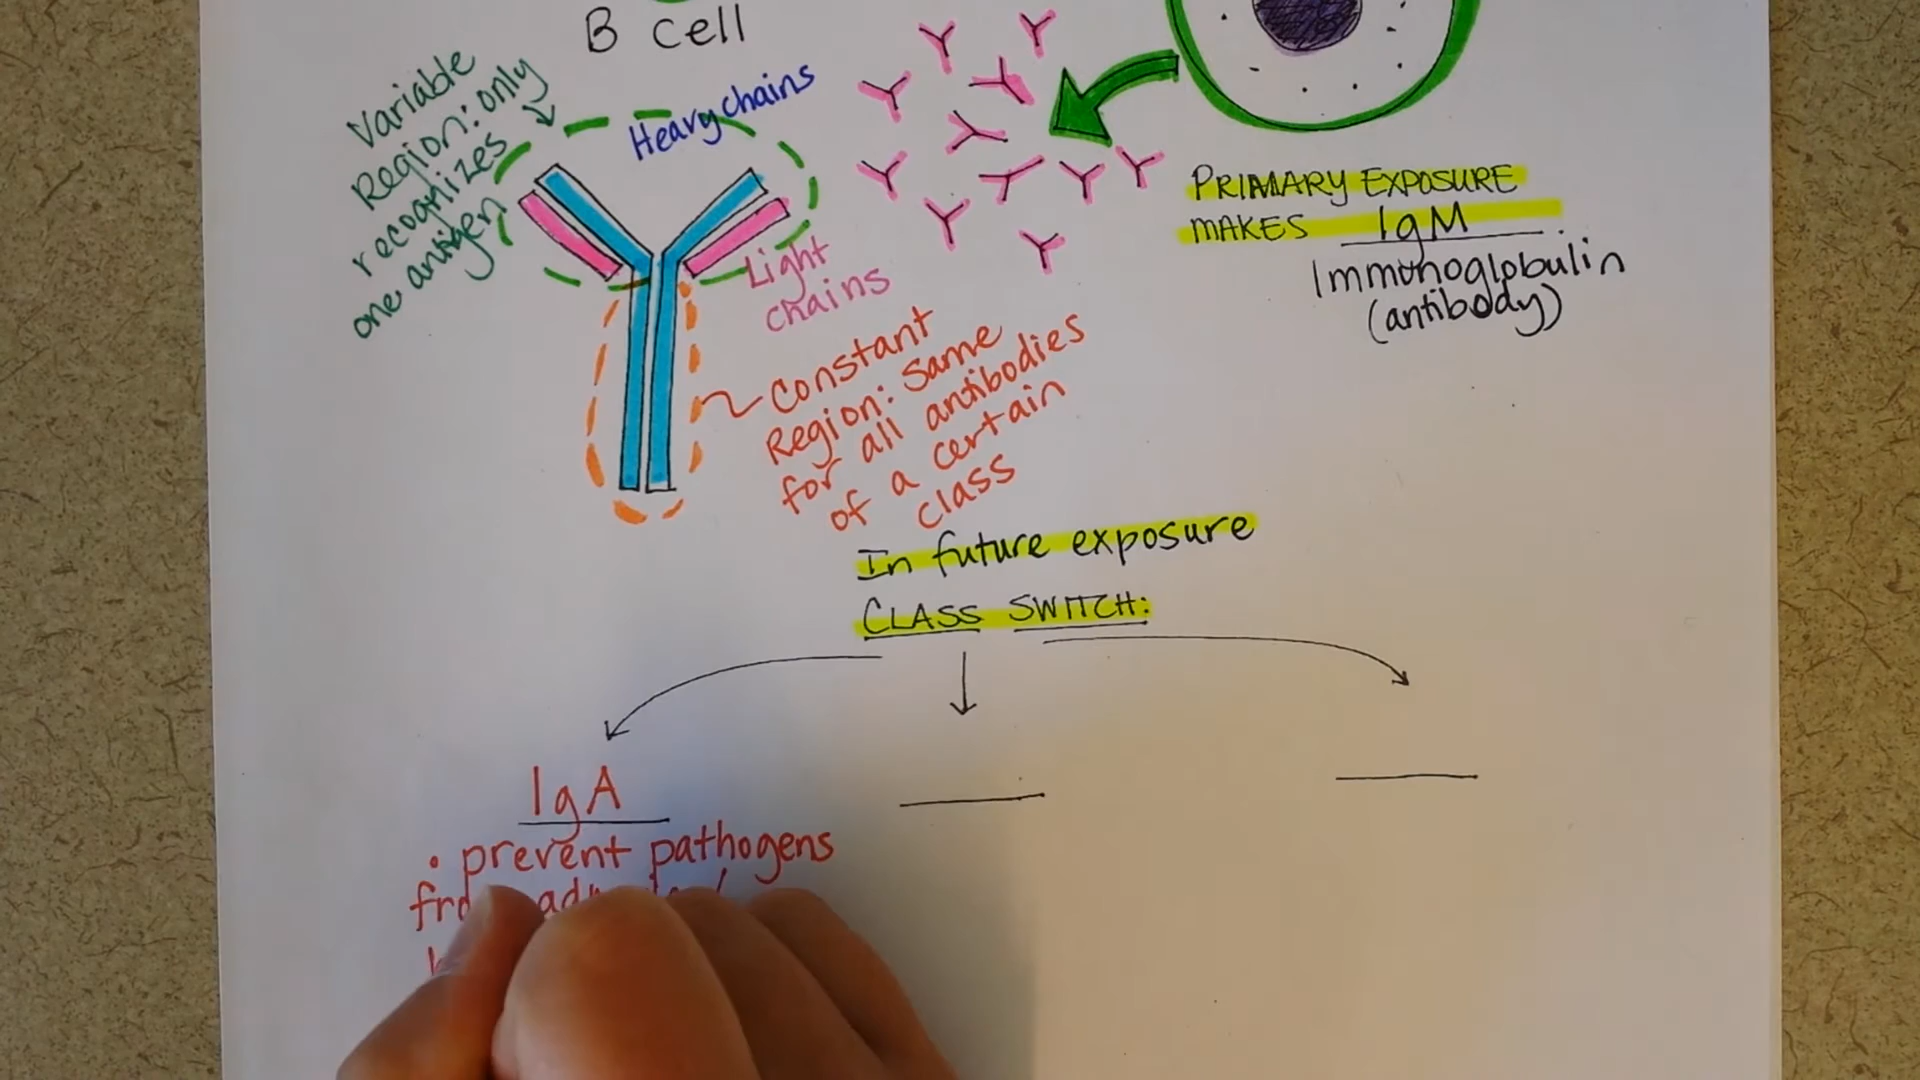 B cell
Variable
Region: only
recognizes
one antigen
Heavy chains
Light
chains
Constant
Region: Same
for all antibodies
of a certain
class
PRIMARY EXPOSURE
MAKES IgM
Immunoglobulin
(antibody)
In future exposure
CLASS SWITCH:
IgA
• prevent pathogens